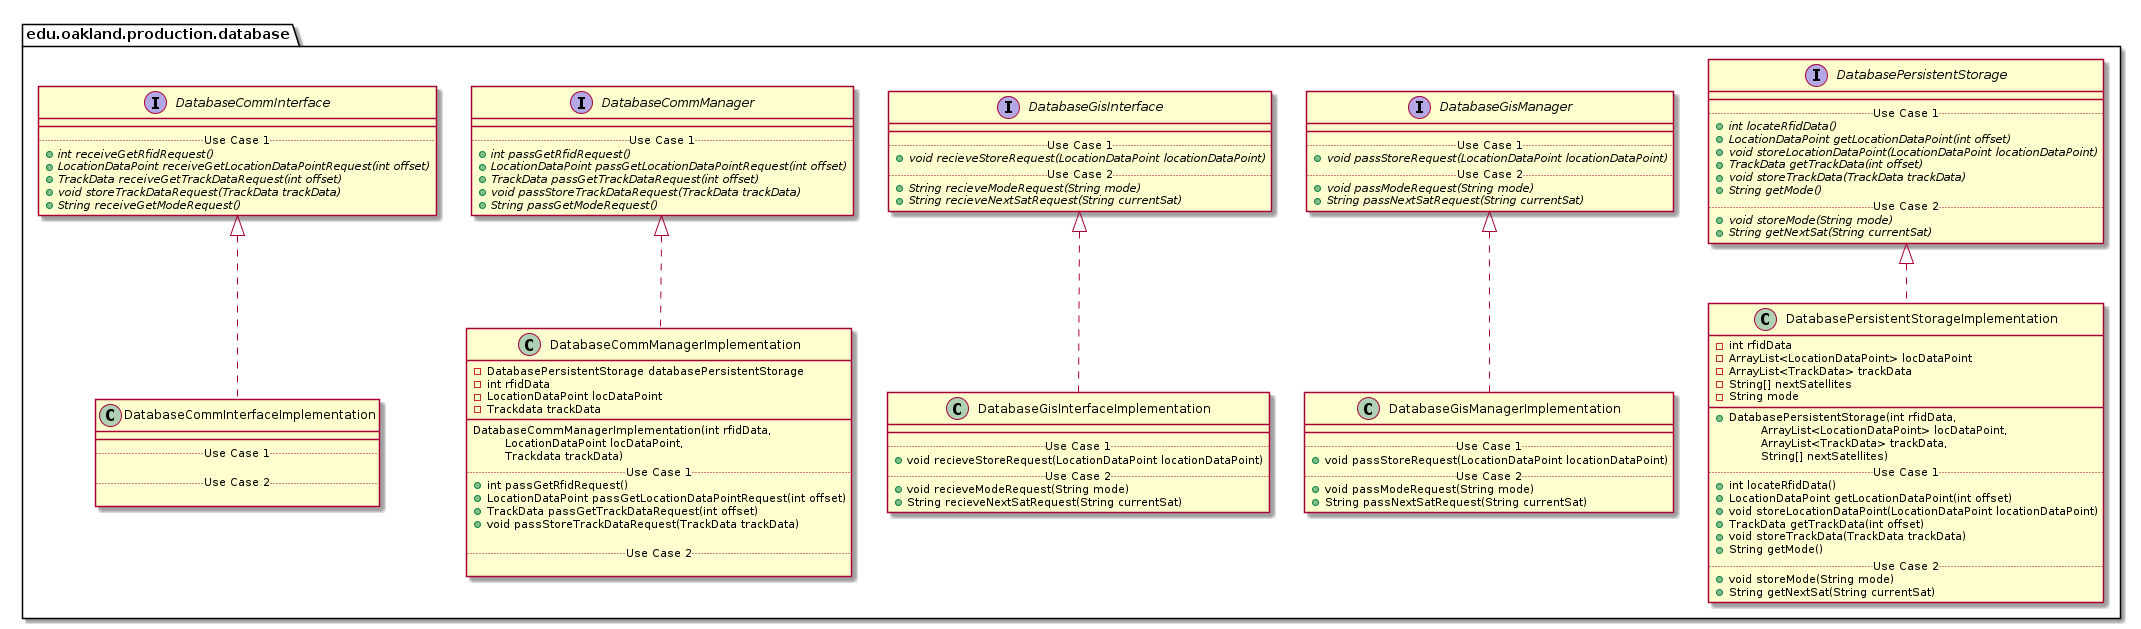 edu.oakland.production.database
I DatabaseCommInterface
Use Case 1
int receiveGetRfidRequest()
LocationDataPoint receiveGetLocationDataPointRequest(int offset)
TrackData receiveGetTrackDataRequest(int offset)
void storeTrackDataRequest(TrackData trackData)
String receiveGetModeRequest()
I DatabaseCommManager
Use Case 1
int passGetRfidRequest()
LocationDataPoint passGetLocationDataPointRequest(int offset)
TrackData passGetTrackDataRequest(int offset)
void passStoreTrackDataRequest(TrackData trackData)
String passGetModeRequest()
I DatabaseGisInterface
Use Case 1
void recieveStoreRequest(LocationDataPoint locationDataPoint)
Use Case 2
String recieveModeRequest(String mode)
String recieveNextSatRequest(String currentSat)
I DatabaseGisManager
Use Case 1
void passStoreRequest(LocationDataPoint locationDataPoint)
Use Case 2
void passModeRequest(String mode)
String passNextSatRequest(String currentSat)
I DatabasePersistentStorage
Use Case 1
int locateRfidData()
LocationDataPoint getLocationDataPoint(int offset)
void storeLocationDataPoint(LocationDataPoint locationDataPoint)
TrackData getTrackData(int offset)
void storeTrackData(TrackData trackData)
String getMode()
Use Case 2
void storeMode(String mode)
String getNextSat(String currentSat)
C DatabaseCommInterfaceImplementation
Use Case 1
Use Case 2
C DatabaseCommManagerImplementation
DatabasePersistentStorage databasePersistentStorage
int rfidData
LocationDataPoint locDataPoint
Trackdata trackData
DatabaseCommManagerImplementation(int rfidData,
LocationDataPoint locDataPoint,
Trackdata trackData)
Use Case 1
int passGetRfidRequest()
LocationDataPoint passGetLocationDataPointRequest(int offset)
TrackData passGetTrackDataRequest(int offset)
void passStoreTrackDataRequest(TrackData trackData)
Use Case 2
C DatabaseGisInterfaceImplementation
Use Case 1
void recieveStoreRequest(LocationDataPoint locationDataPoint)
Use Case 2
void recieveModeRequest(String mode)
String recieveNextSatRequest(String currentSat)
C DatabaseGisManagerImplementation
Use Case 1
void passStoreRequest(LocationDataPoint locationDataPoint)
Use Case 2
void passModeRequest(String mode)
String passNextSatRequest(String currentSat)
C DatabasePersistentStorageImplementation
int rfidData
ArrayList<LocationDataPoint> locDataPoint
ArrayList<TrackData> trackData
String[] nextSatellites
String mode
DatabasePersistentStorage(int rfidData,
ArrayList<LocationDataPoint> locDataPoint,
ArrayList<TrackData> trackData,
String[] nextSatellites)
Use Case 1
int locateRfidData()
LocationDataPoint getLocationDataPoint(int offset)
void storeLocationDataPoint(LocationDataPoint locationDataPoint)
TrackData getTrackData(int offset)
void storeTrackData(TrackData trackData)
String getMode()
Use Case 2
void storeMode(String mode)
String getNextSat(String currentSat)